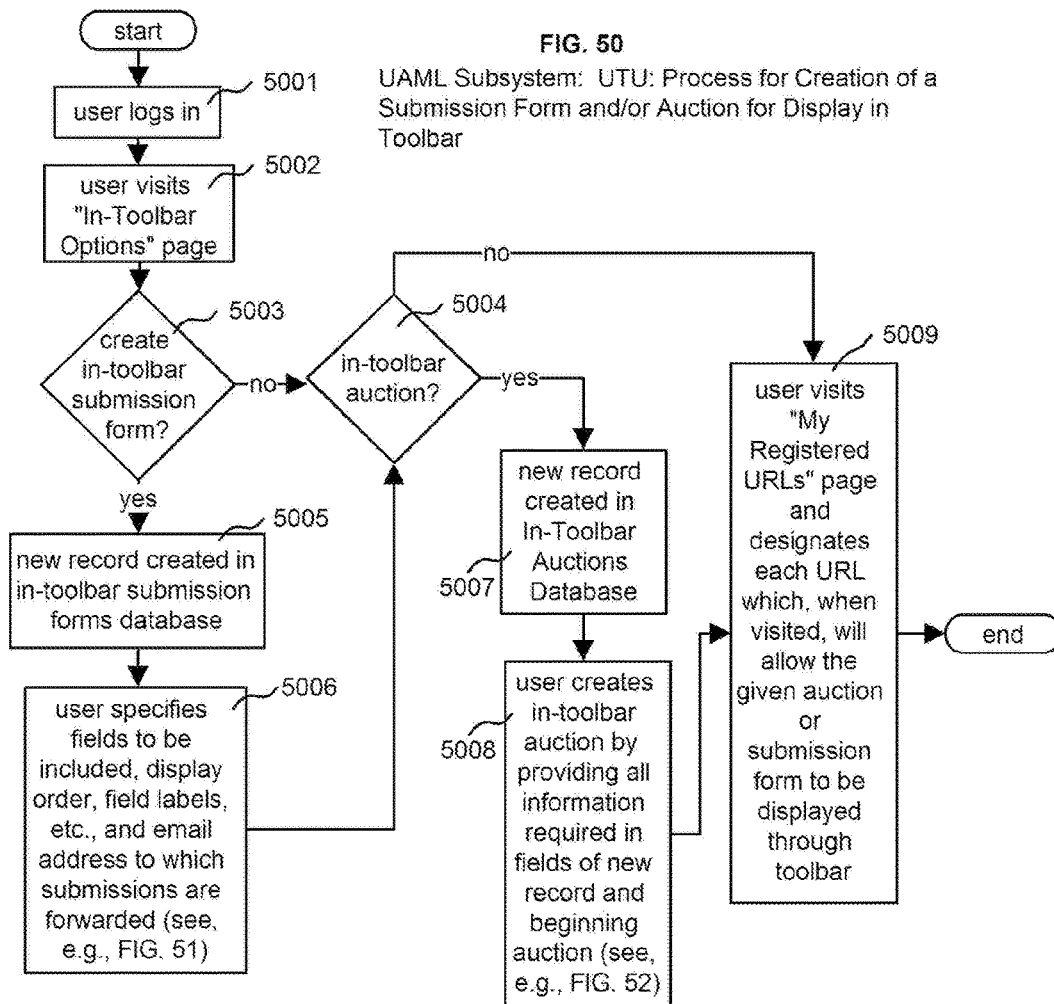 start
FIG. 50
UAML Subsystem: UTU: Process for Creation of a
Submission Form and/or Auction for Display in
Toolbar
5001
user logs in
5002
user visits
"In-Toolbar
Options" page
5003
create
in-toolbar
submission
form?
no
yes
5004
in-toolbar
auction?
no
yes
5005
new record created in
in-toolbar submission
forms database
5006
user specifies
fields to be
included, display
order, field labels,
etc., and email
address to which
submissions are
forwarded (see,
e.g., FIG. 51)
5007
new record
created in
In-Toolbar
Auctions
Database
5008
user creates
in-toolbar
auction by
providing all
information
required in
fields of new
record and
beginning
auction (see,
e.g., FIG. 52)
5009
user visits
"My
Registered
URLs" page
and
designates
each URL
which, when
visited, will
allow the
given auction
or
submission
form to be
displayed
through
toolbar
end